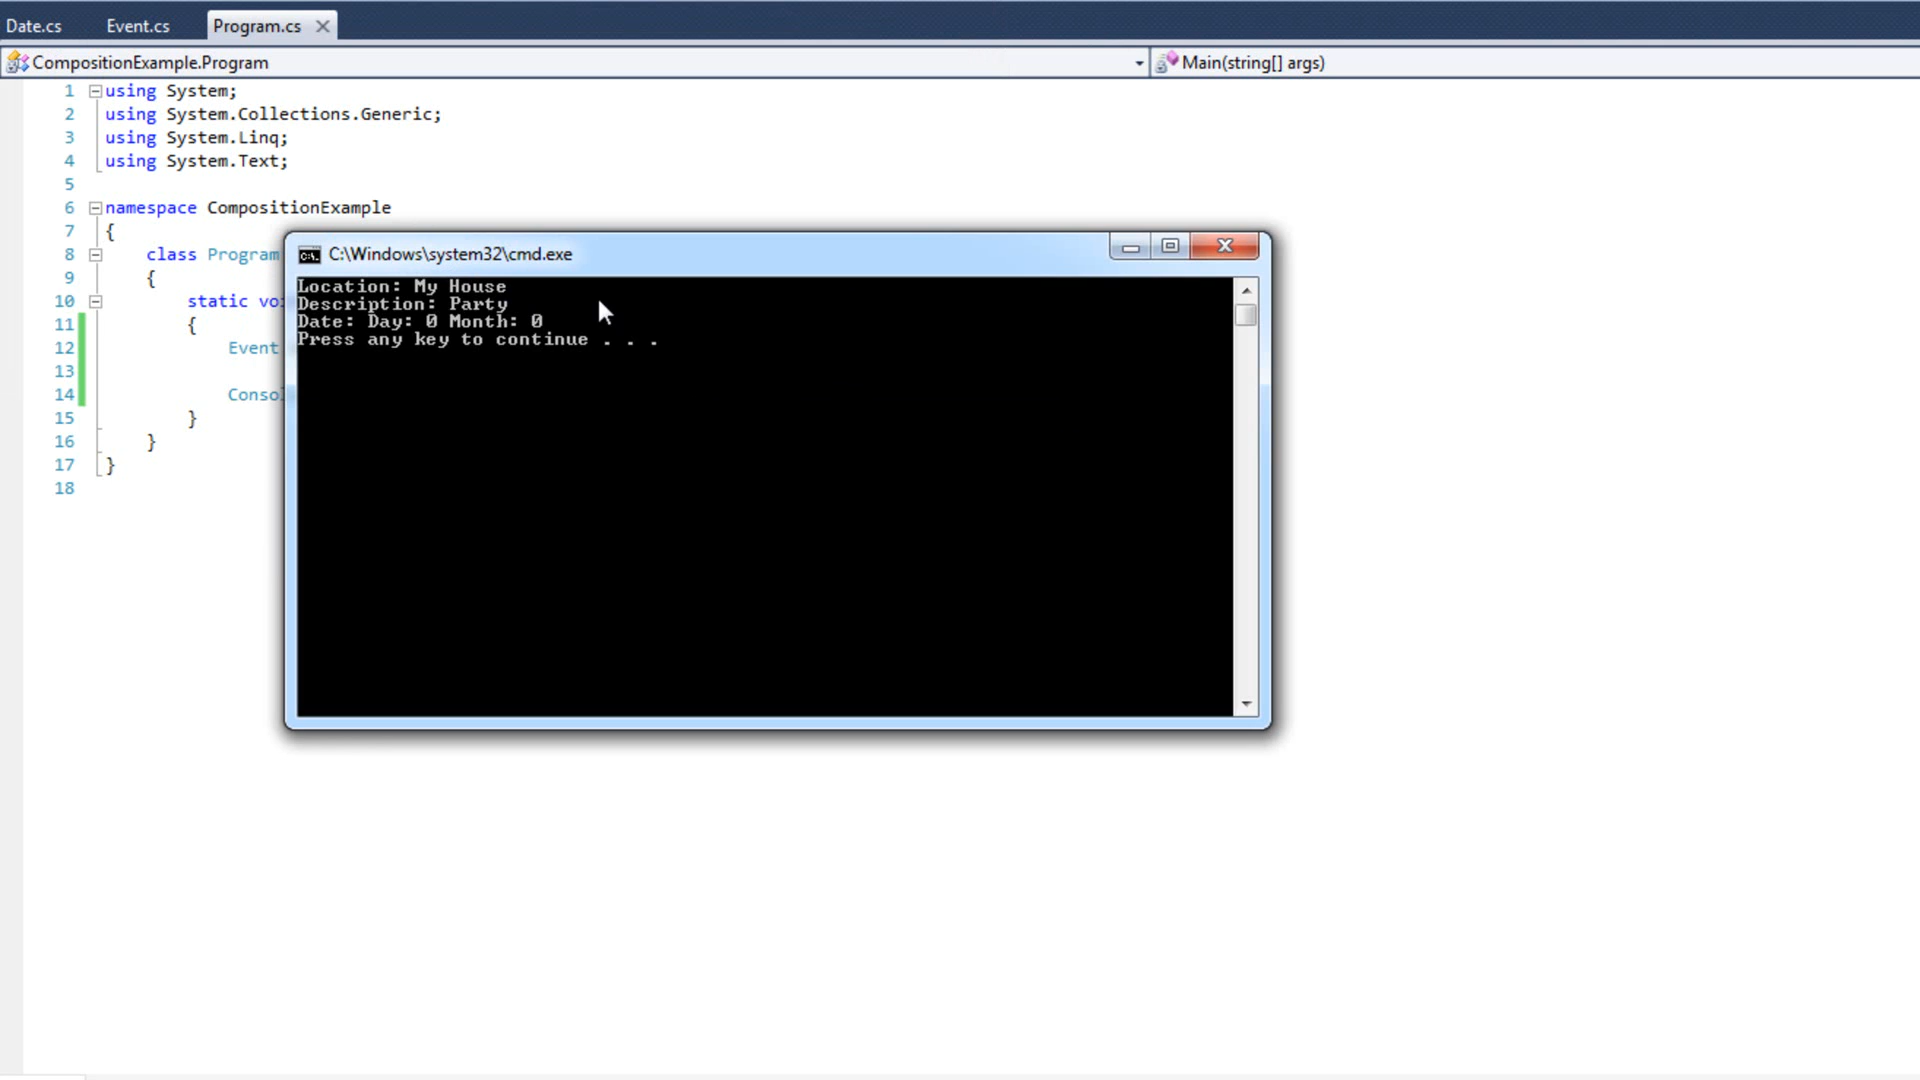 Date.cs Event.cs Program.cs
CompositionExample.Program Main(string[] args)
1 using System;
2 using System.Collections.Generic;
3 using System.Linq;
4 using System.Text;
5
6 namespace CompositionExample
7 {
8 class Program
9 {
10 static voi
11 {
12 Event
13
14 Consol
15 }
16 }
17 }
18
C:\Windows\system32\cmd.exe
Location: My House
Description: Party
Date: Day: 0 Month: 0
Press any key to continue . . .